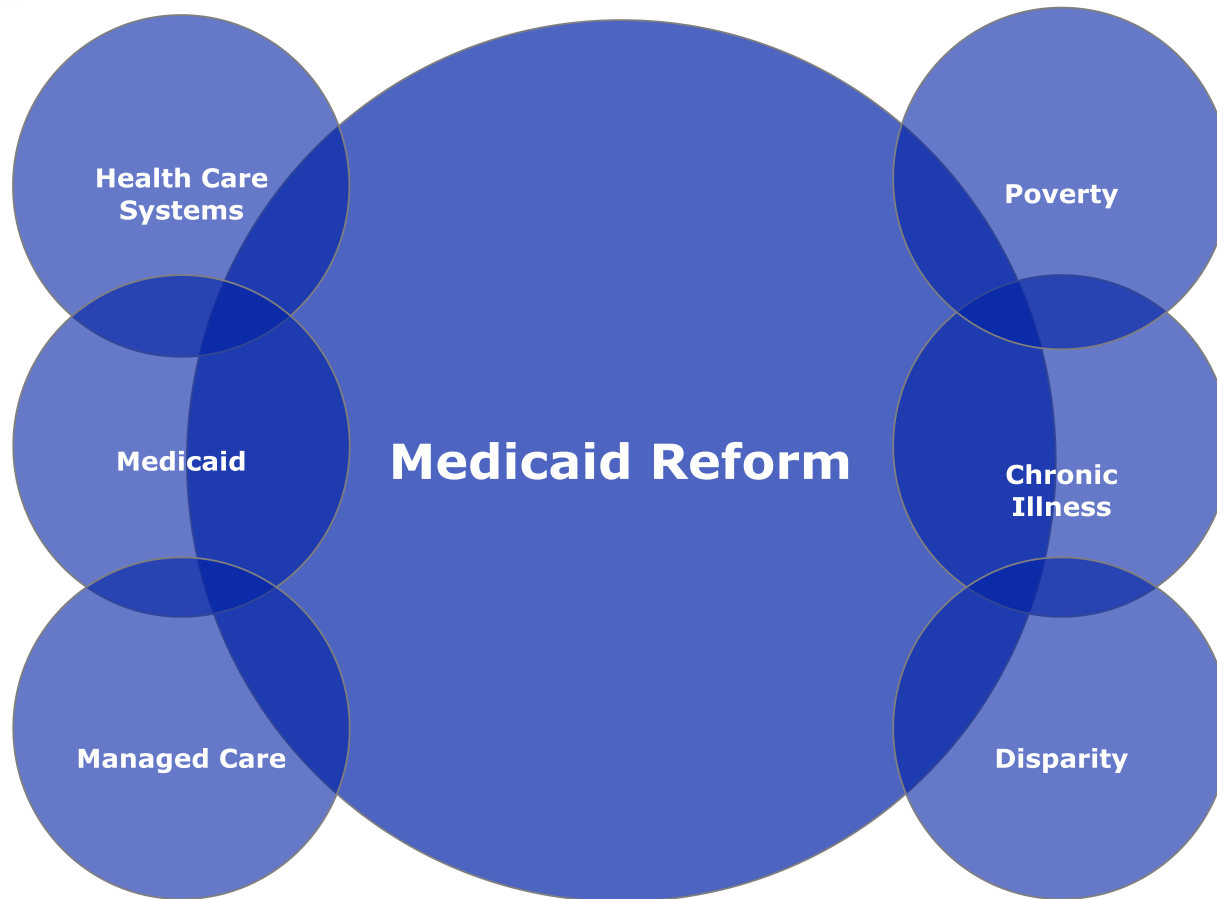 Health Care
Systems
Poverty
Medicaid
Medicaid Reform
Chronic
Illness
Managed Care
Disparity